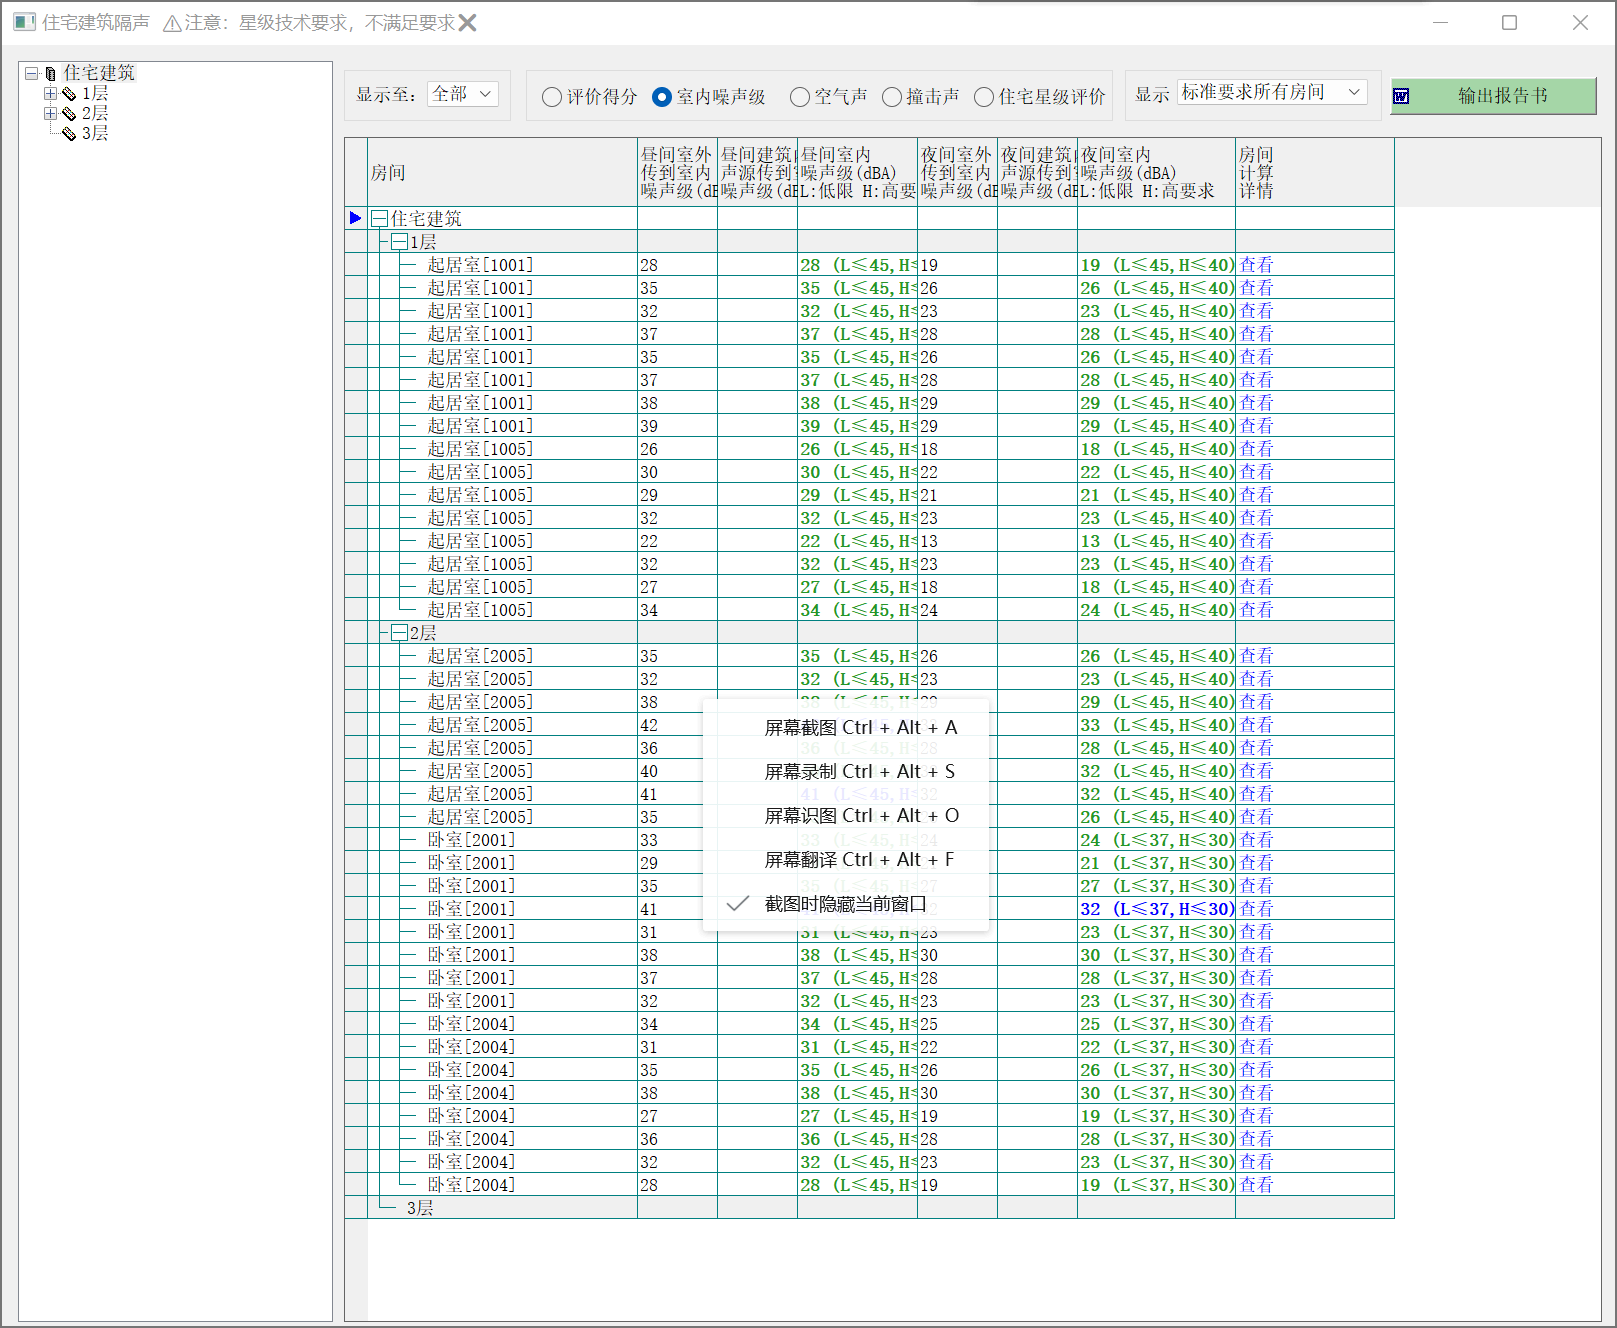 住宅建筑隔声 ⚠注意：星级技术要求，不满足要求✖
住宅建筑
1层
2层
3层
显示至： 全部
评价得分 室内噪声级 空气声 撞击声 住宅星级评价
显示 标准要求所有房间
输出报告书
房间
昼间室外
传到室内
噪声级(dB
昼间建筑
声源传到
噪声级(dB
昼间室内
噪声级(dBA)
L:低限 H:高要
夜间室外
传到室内
噪声级(dB
夜间建筑
声源传到
噪声级(dB
夜间室内
噪声级(dBA)
L:低限 H:高要求
房间
计算
详情
住宅建筑
1层
起居室[1001] 28 28 (L≤45,H≤ 19 19 (L≤45,H≤40) 查看
起居室[1001] 35 35 (L≤45,H≤ 26 26 (L≤45,H≤40) 查看
起居室[1001] 32 32 (L≤45,H≤ 23 23 (L≤45,H≤40) 查看
起居室[1001] 37 37 (L≤45,H≤ 28 28 (L≤45,H≤40) 查看
起居室[1001] 35 35 (L≤45,H≤ 26 26 (L≤45,H≤40) 查看
起居室[1001] 37 37 (L≤45,H≤ 28 28 (L≤45,H≤40) 查看
起居室[1001] 38 38 (L≤45,H≤ 29 29 (L≤45,H≤40) 查看
起居室[1001] 39 39 (L≤45,H≤ 29 29 (L≤45,H≤40) 查看
起居室[1005] 26 26 (L≤45,H≤ 18 18 (L≤45,H≤40) 查看
起居室[1005] 30 30 (L≤45,H≤ 22 22 (L≤45,H≤40) 查看
起居室[1005] 29 29 (L≤45,H≤ 21 21 (L≤45,H≤40) 查看
起居室[1005] 32 32 (L≤45,H≤ 23 23 (L≤45,H≤40) 查看
起居室[1005] 22 22 (L≤45,H≤ 13 13 (L≤45,H≤40) 查看
起居室[1005] 32 32 (L≤45,H≤ 23 23 (L≤45,H≤40) 查看
起居室[1005] 27 27 (L≤45,H≤ 18 18 (L≤45,H≤40) 查看
起居室[1005] 34 34 (L≤45,H≤ 24 24 (L≤45,H≤40) 查看
2层
起居室[2005] 35 35 (L≤45,H≤ 26 26 (L≤45,H≤40) 查看
起居室[2005] 32 32 (L≤45,H≤ 23 23 (L≤45,H≤40) 查看
起居室[2005] 38 38 (L≤45,H≤ 29 29 (L≤45,H≤40) 查看
起居室[2005] 42 33 (L≤45,H≤40) 查看
起居室[2005] 36 36 (L≤45,H≤ 28 28 (L≤45,H≤40) 查看
起居室[2005] 40 32 (L≤45,H≤40) 查看
起居室[2005] 41 41 (L≤45,H≤ 32 32 (L≤45,H≤40) 查看
起居室[2005] 35 26 (L≤45,H≤40) 查看
卧室[2001] 33 33 (L≤45,H≤ 24 24 (L≤37,H≤30) 查看
卧室[2001] 29 21 (L≤37,H≤30) 查看
卧室[2001] 35 35 (L≤45,H≤ 27 27 (L≤37,H≤30) 查看
卧室[2001] 41 32 (L≤37,H≤30) 查看
卧室[2001] 31 31 (L≤45,H≤ 23 23 (L≤37,H≤30) 查看
卧室[2001] 38 38 (L≤45,H≤ 30 30 (L≤37,H≤30) 查看
卧室[2001] 37 37 (L≤45,H≤ 28 28 (L≤37,H≤30) 查看
卧室[2001] 32 32 (L≤45,H≤ 23 23 (L≤37,H≤30) 查看
卧室[2004] 34 34 (L≤45,H≤ 25 25 (L≤37,H≤30) 查看
卧室[2004] 31 31 (L≤45,H≤ 22 22 (L≤37,H≤30) 查看
卧室[2004] 35 35 (L≤45,H≤ 26 26 (L≤37,H≤30) 查看
卧室[2004] 38 38 (L≤45,H≤ 30 30 (L≤37,H≤30) 查看
卧室[2004] 27 27 (L≤45,H≤ 19 19 (L≤37,H≤30) 查看
卧室[2004] 36 36 (L≤45,H≤ 28 28 (L≤37,H≤30) 查看
卧室[2004] 32 32 (L≤45,H≤ 23 23 (L≤37,H≤30) 查看
卧室[2004] 28 28 (L≤45,H≤ 19 19 (L≤37,H≤30) 查看
3层
屏幕截图 Ctrl + Alt + A
屏幕录制 Ctrl + Alt + S
屏幕识图 Ctrl + Alt + O
屏幕翻译 Ctrl + Alt + F
截图时隐藏当前窗口